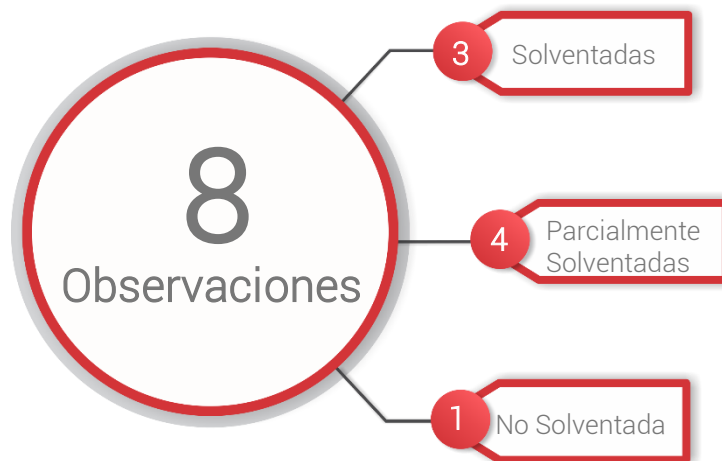 8
Observaciones
3
Solventadas
4
Parcialmente
Solventadas
1
No Solventada